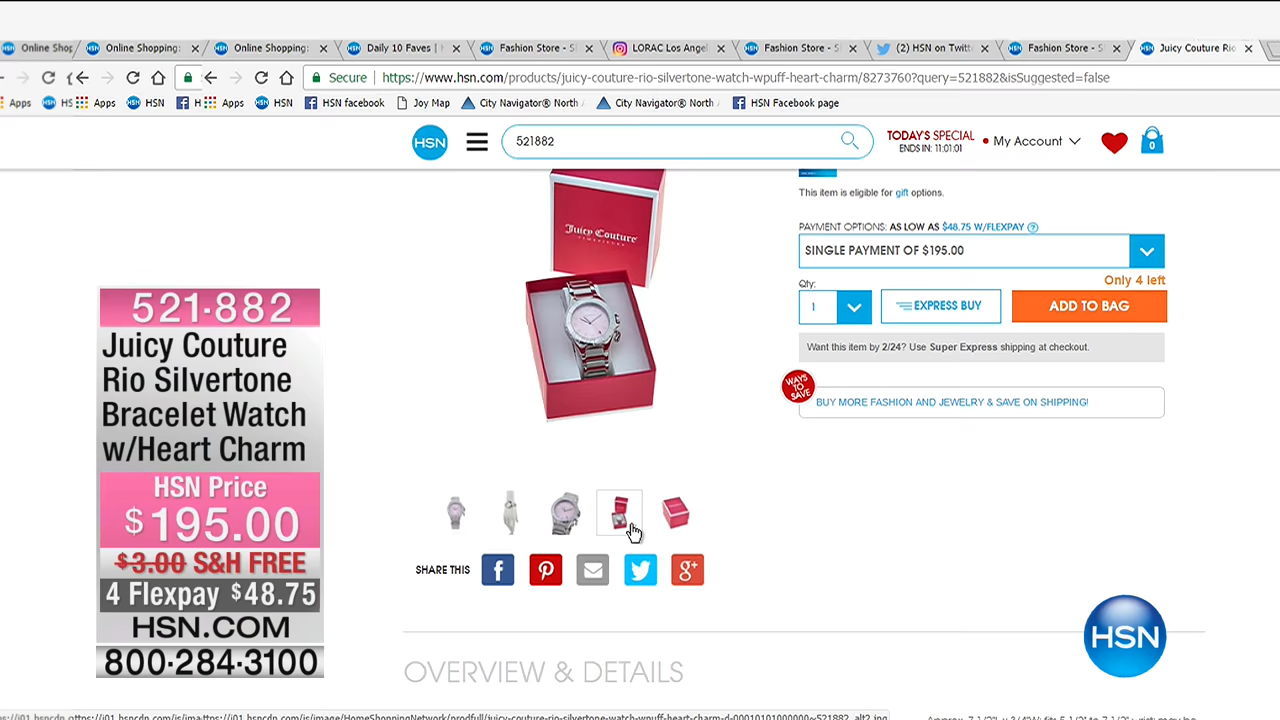 Online Shop
Online Shopping:
Online Shopping:
Daily 10 Faves |
Fashion Store - S
LORAC Los Angel
Fashion Store - S
(2) HSN on Twitt
Fashion Store - S
Juicy Couture Rio
Secure
https://www.hsn.com/products/juicy-couture-rio-silvertone-watch-wpuff-heart-charm/8273760?query=521882&isSuggested=false
Apps HS Apps HSN HSN facebook H Apps HSN HSN facebook Joy Map City Navigator® North City Navigator® North HSN Facebook page
HSN
521882
TODAY'S SPECIAL
ENDS IN: 11:01:01
My Account
0
This item is eligible for gift options.
Juicy Couture
PAYMENT OPTIONS: AS LOW AS $48.75 W/FLEXPAY ?
SINGLE PAYMENT OF $195.00
Only 4 left
Qty:
1
EXPRESS BUY
ADD TO BAG
Want this item by 2/24? Use Super Express shipping at checkout.
WAYS
TO
SAVE
BUY MORE FASHION AND JEWELRY & SAVE ON SHIPPING!
521-882
Juicy Couture
Rio Silvertone
Bracelet Watch
w/Heart Charm
HSN Price
$195.00
$3.00 S&H FREE
4 Flexpay $48.75
HSN.COM
800-284-3100
SHARE THIS
HSN
OVERVIEW & DETAILS